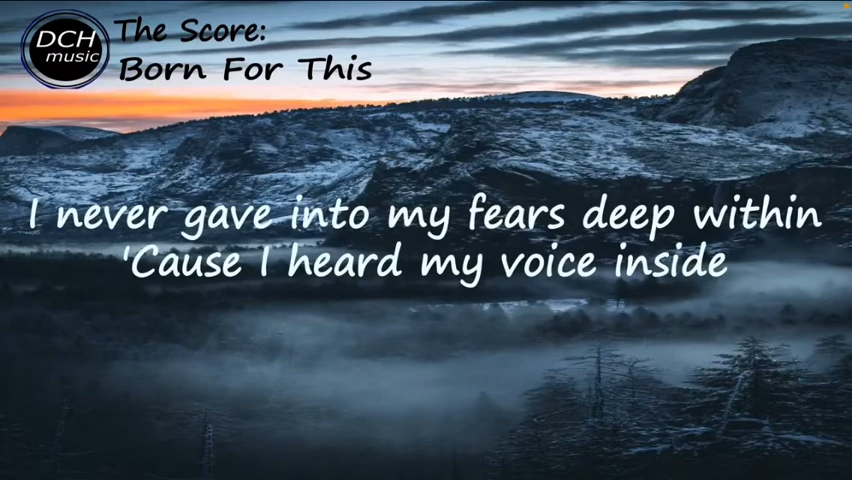 DCH
music
The Score:
Born For This
I never gave into my fears deep within
'Cause I heard my voice inside